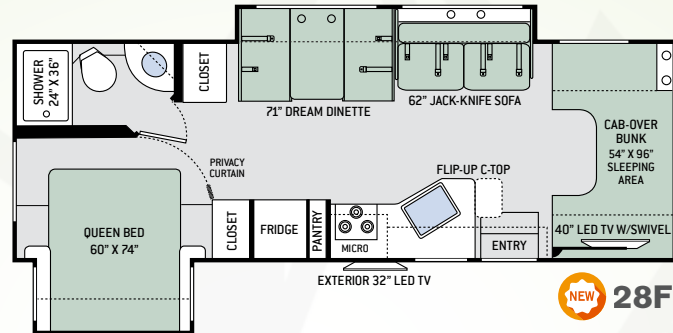 SHOWER
24" X 36"
CLOSET
71" DREAM DINETTE
62" JACK-KNIFE SOFA
CAB-OVER
BUNK
54" X 96"
SLEEPING
AREA
PRIVACY
CURTAIN
FLIP-UP C-TOP
QUEEN BED
60" X 74"
CLOSET
FRIDGE
PANTRY
MICRO
ENTRY
40" LED TV W/SWIVEL
EXTERIOR 32" LED TV
NEW
28F